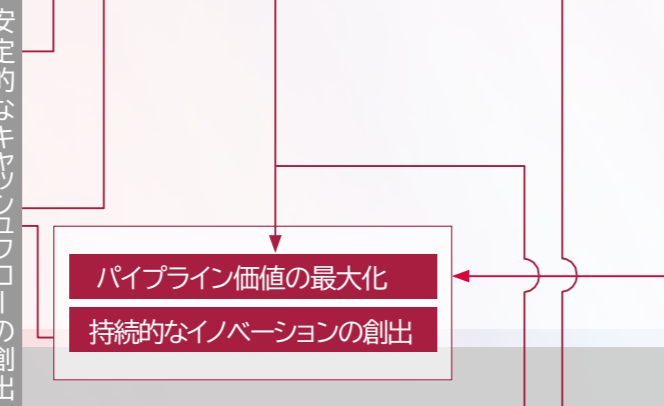 安定的なキャッシュフローの創出
パイプライン価値の最大化
持続的なイノベーションの創出